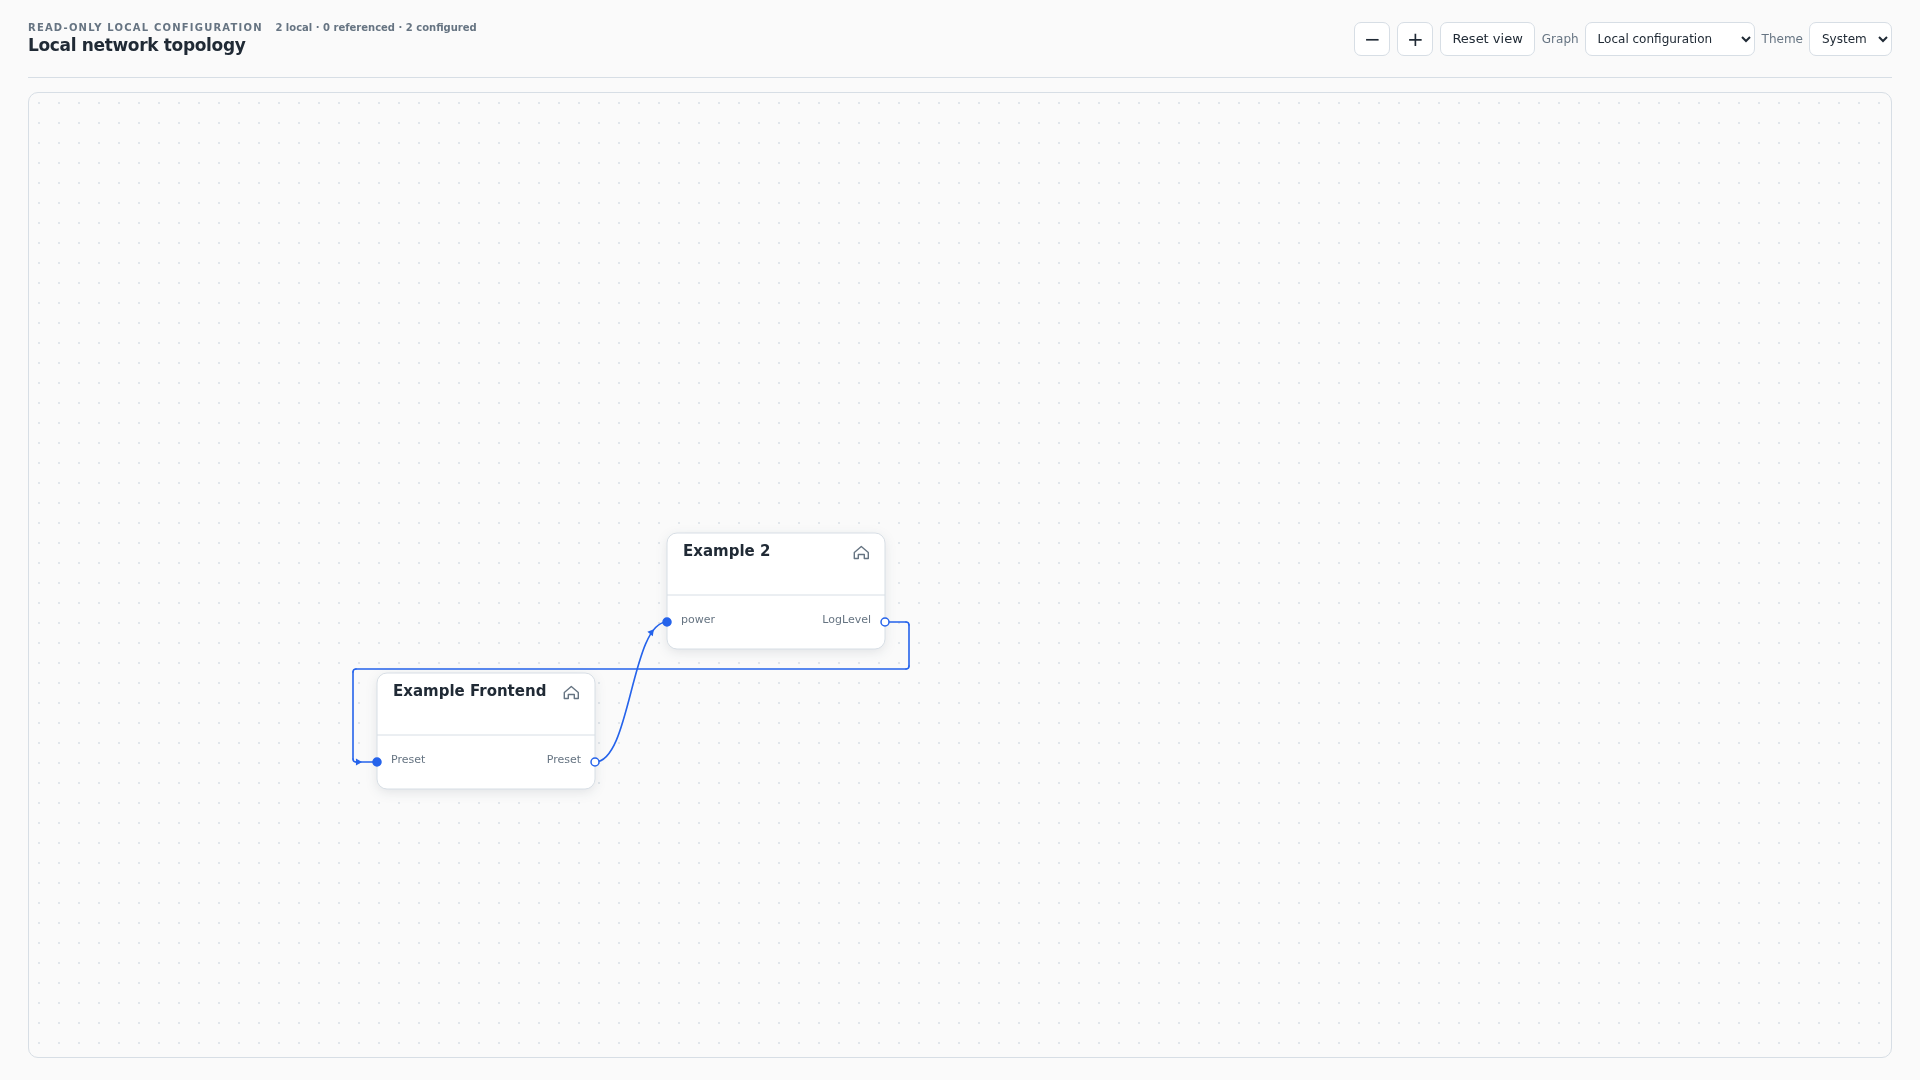 READ-ONLY LOCAL CONFIGURATION 2 local · 0 referenced · 2 configured
Local network topology
− + Reset view Graph Local configuration Theme System
Example 2
power LogLevel
Example Frontend
Preset Preset